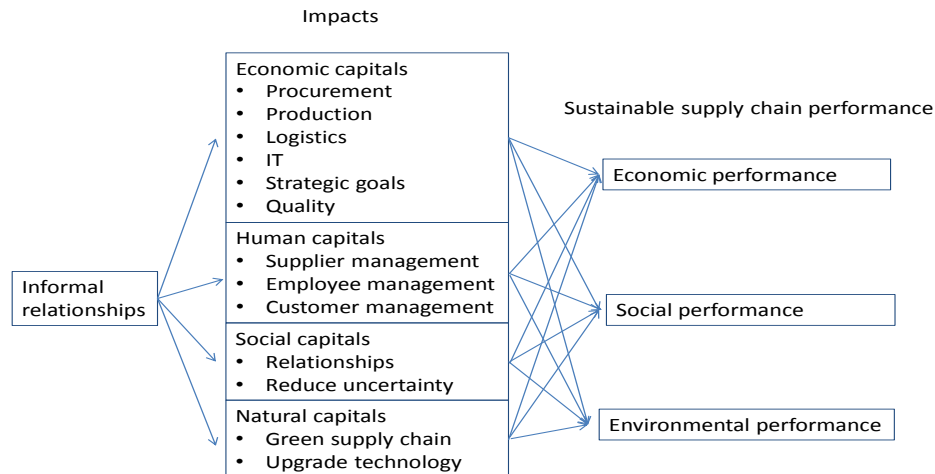 Impacts
Economic capitals
• Procurement
• Production
• Logistics
• IT
• Strategic goals
• Quality
Human capitals
• Supplier management
• Employee management
• Customer management
Social capitals
• Relationships
• Reduce uncertainty
Natural capitals
• Green supply chain
• Upgrade technology
Informal
relationships
Sustainable supply chain performance
Economic performance
Social performance
Environmental performance